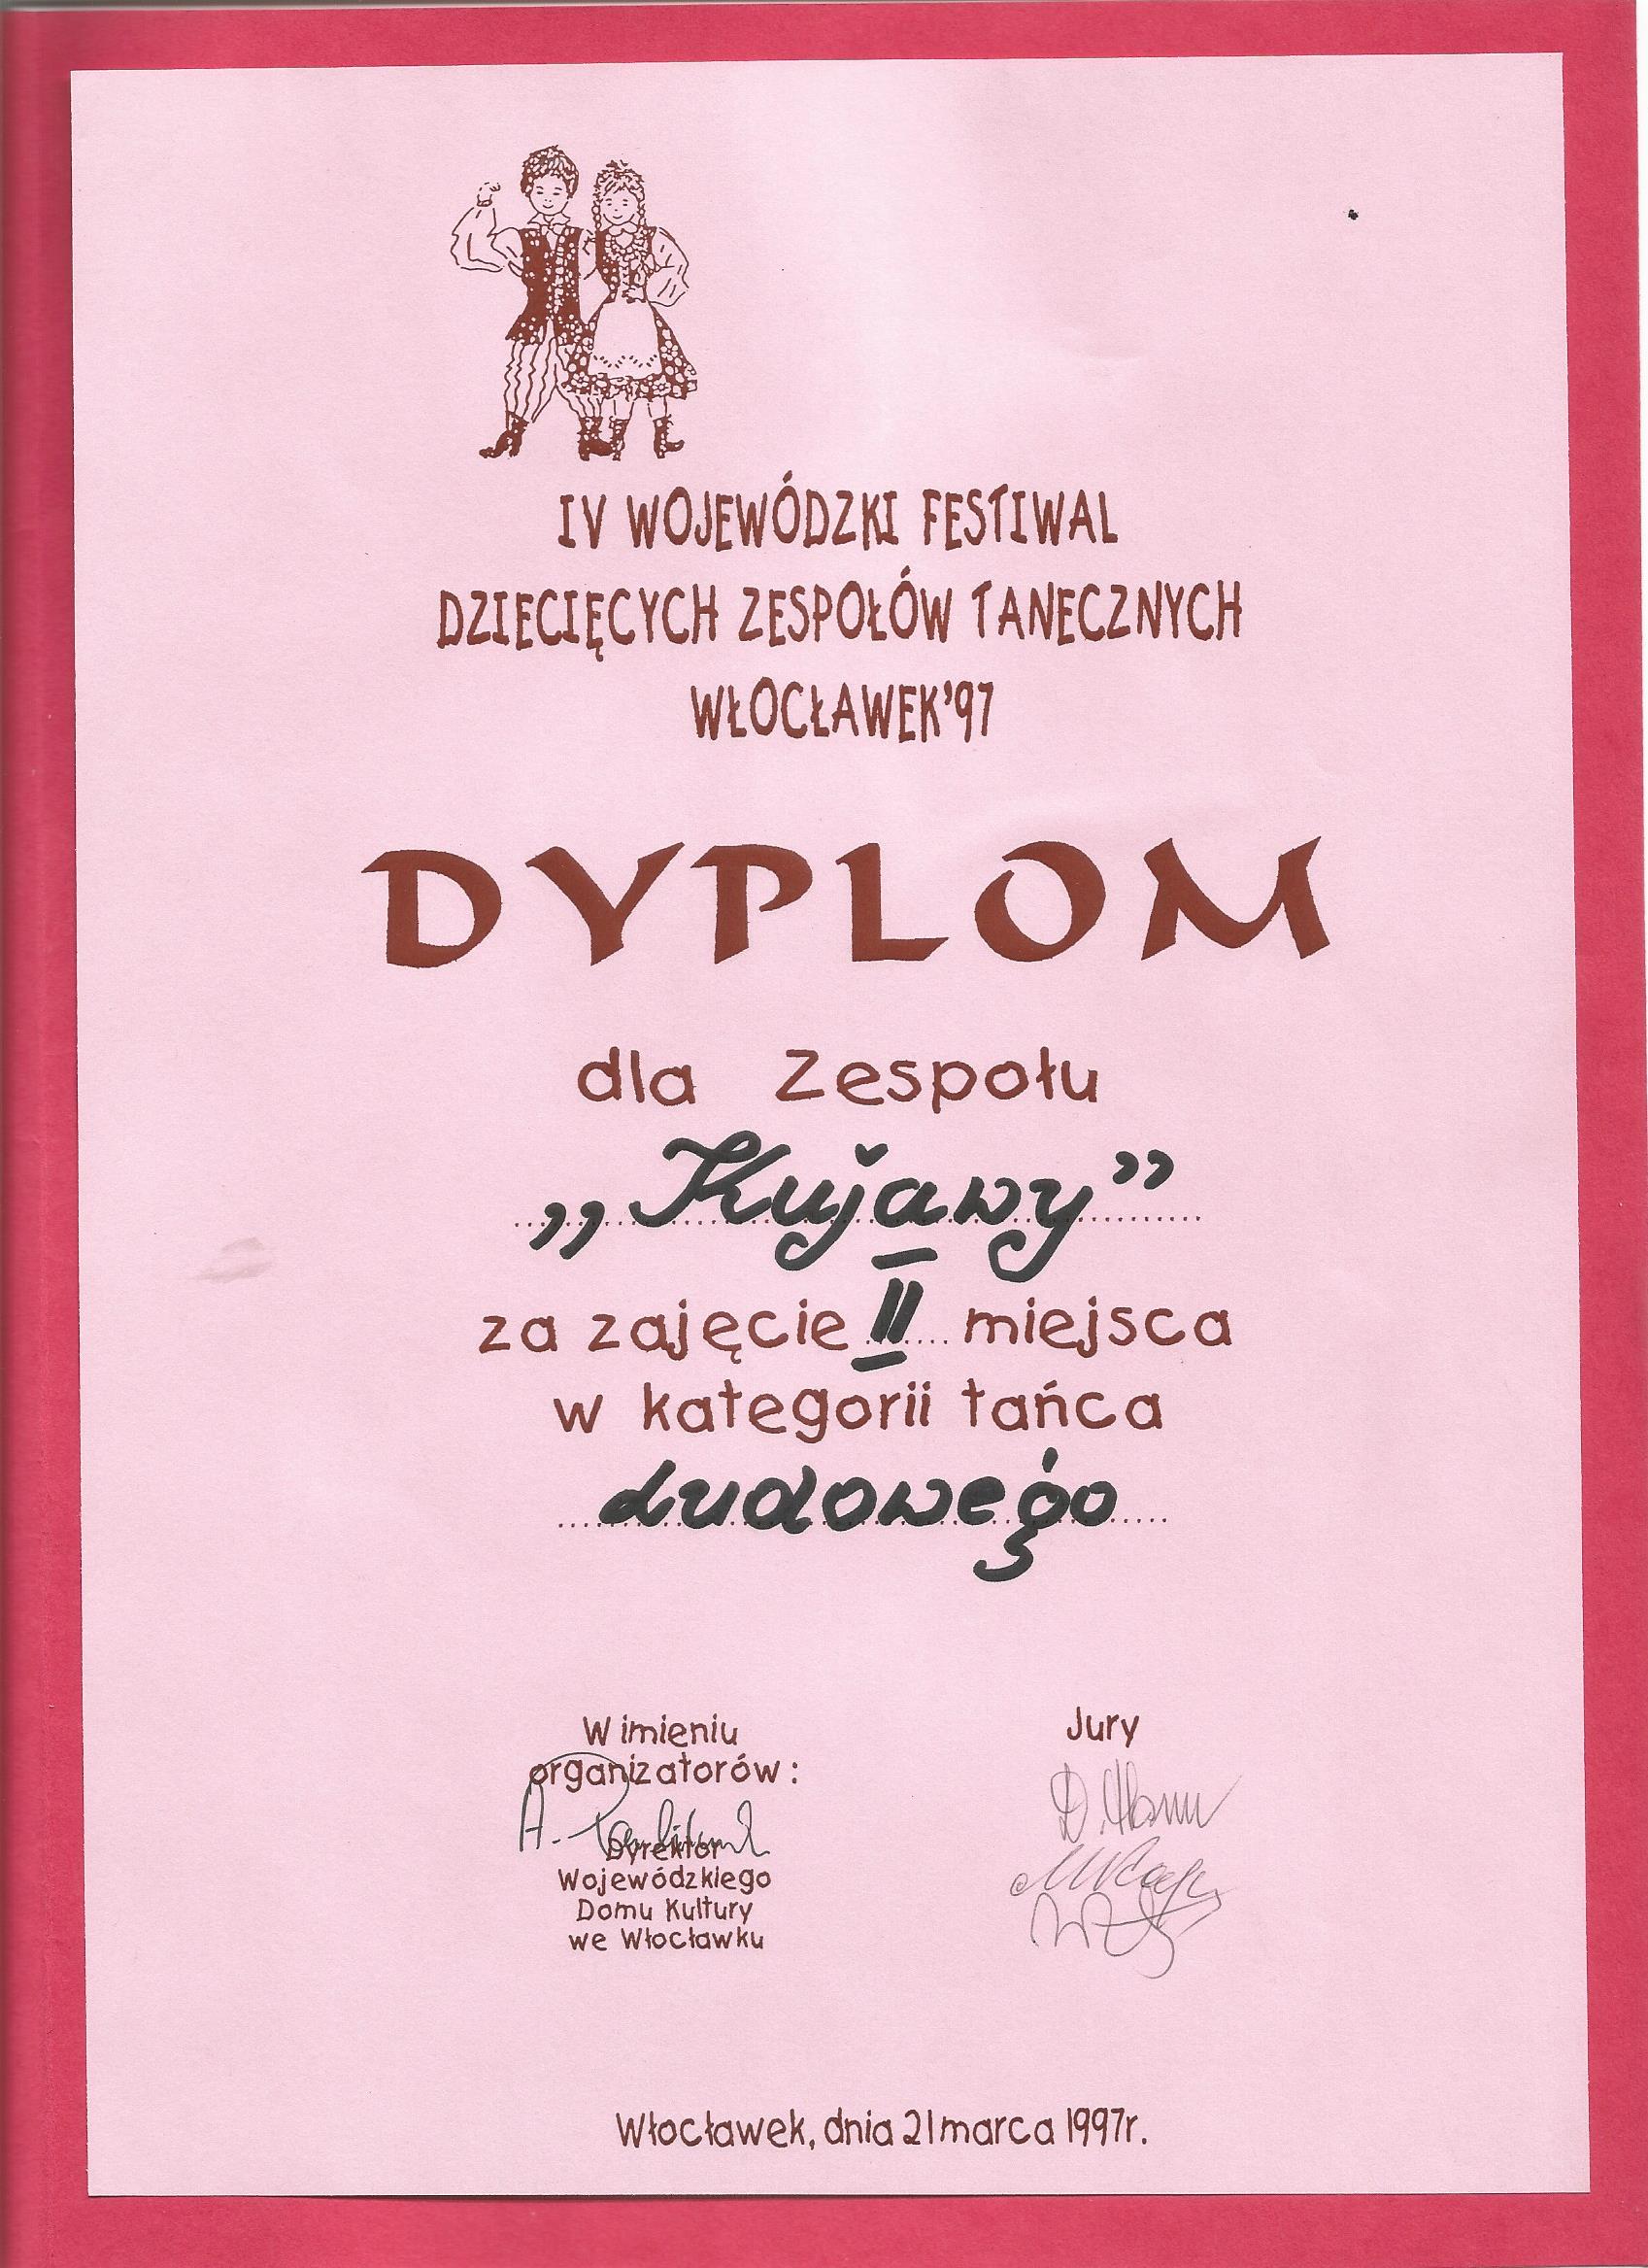 IV WOJEWÓDZKI FESTIWAL
DZIECIĘCYCH ZESPOŁÓW TANECZNYCH
WŁOCŁAWEK'97
DYPLOM
dla Zespołu
„Kujawy”
za zajęcie II miejsca
w kategorii tańca
Ludowego
W imieniu
organizatorów:
Dyrektor
Wojewódzkiego
Domu Kultury
we Włocławku
Jury
Włocławek, dnia 21 marca 1997r.